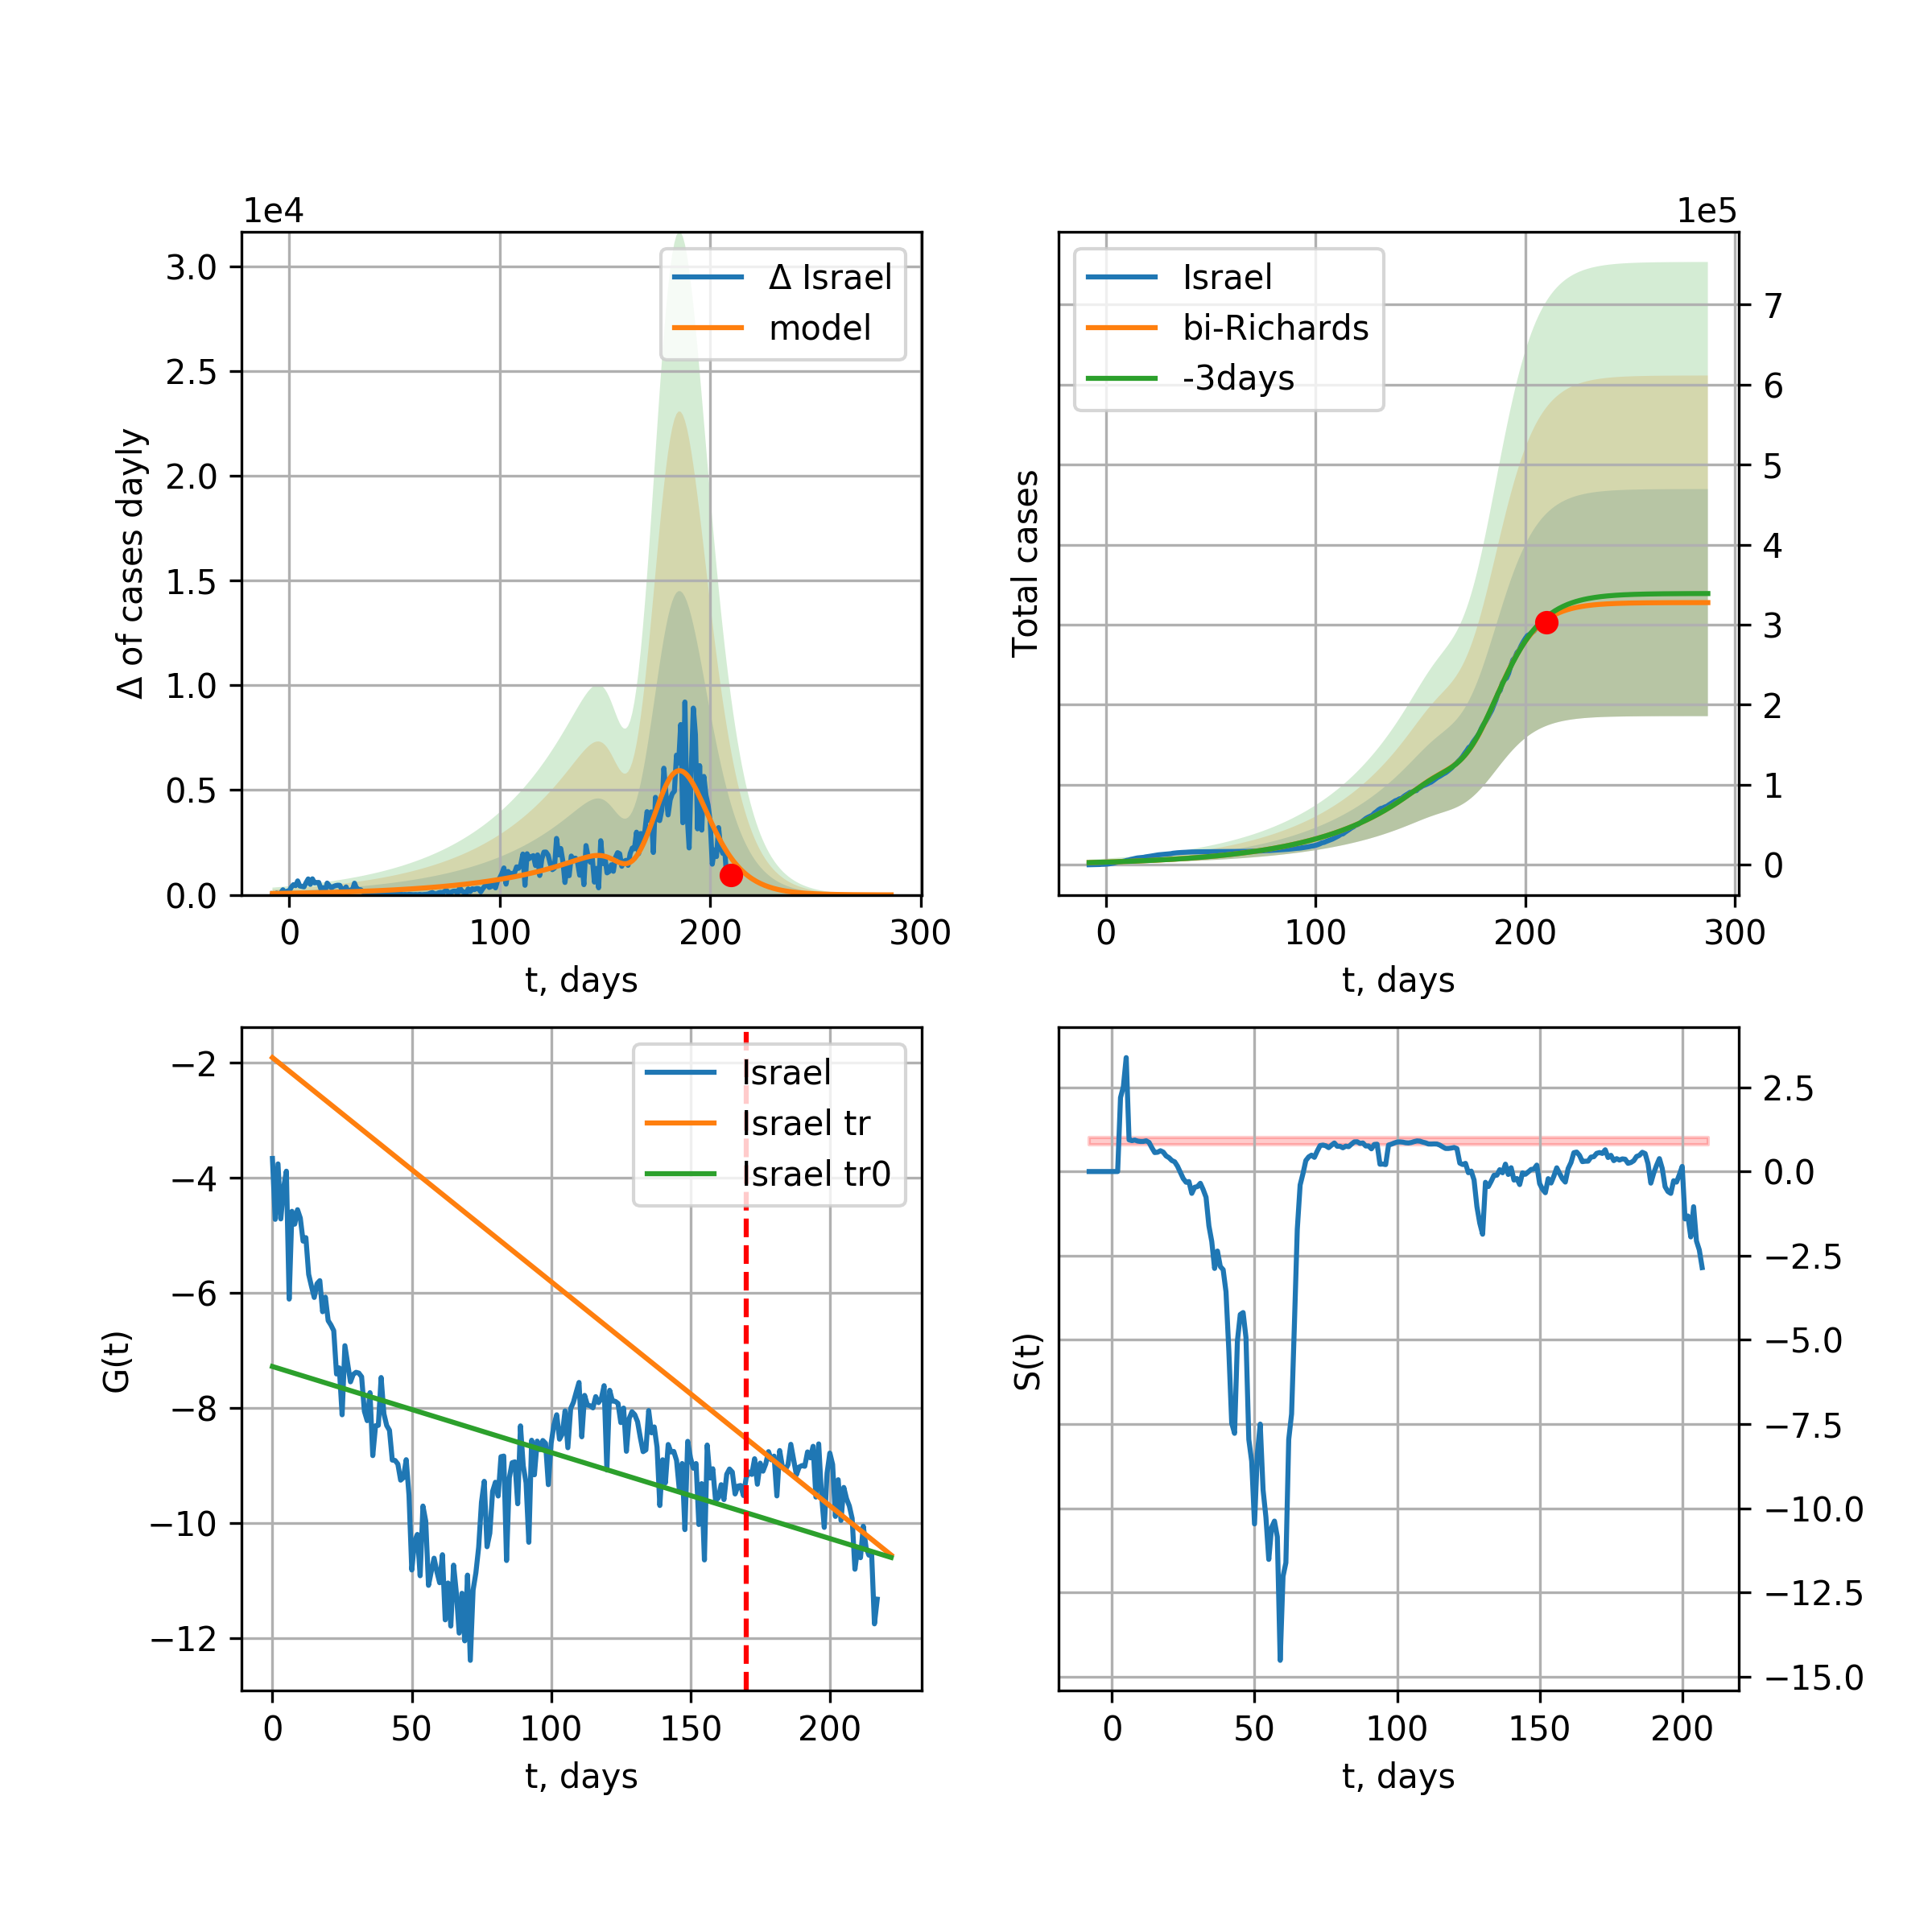 1e4
3.0
2.5
2.0
1.5
1.0
0.5
0.0
Δ of cases dayly
0 100 200 300
t, days
Δ Israel
model
1e5
7
6
5
4
3
2
1
0
Total cases
0 100 200 300
t, days
Israel
bi-Richards
-3days
−2
−4
−6
−8
−10
−12
G(t)
0 50 100 150 200
t, days
Israel
Israel tr
Israel tr0
2.5
0.0
−2.5
−5.0
−7.5
−10.0
−12.5
−15.0
S(t)
0 50 100 150 200
t, days